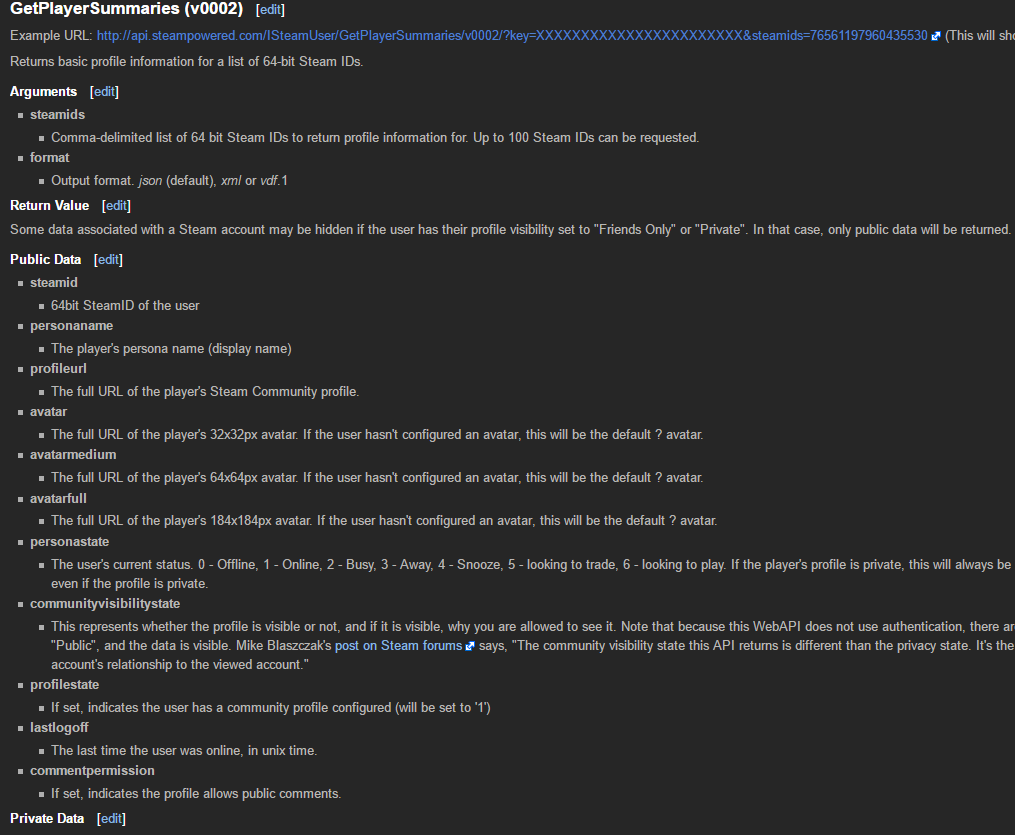 GetPlayerSummaries (v0002) [edit]
Example URL: http://api.steampowered.com/ISteamUser/GetPlayerSummaries/v0002/?key=XXXXXXXXXXXXXXXXXXXXXXX&steamids=76561197960435530 (This will sho
Returns basic profile information for a list of 64-bit Steam IDs.
Arguments [edit]
steamids
Comma-delimited list of 64 bit Steam IDs to return profile information for. Up to 100 Steam IDs can be requested.
format
Output format. json (default), xml or vdf.1
Return Value [edit]
Some data associated with a Steam account may be hidden if the user has their profile visibility set to "Friends Only" or "Private". In that case, only public data will be returned.
Public Data [edit]
steamid
64bit SteamID of the user
personaname
The player's persona name (display name)
profileurl
The full URL of the player's Steam Community profile.
avatar
The full URL of the player's 32x32px avatar. If the user hasn't configured an avatar, this will be the default ? avatar.
avatarmedium
The full URL of the player's 64x64px avatar. If the user hasn't configured an avatar, this will be the default ? avatar.
avatarfull
The full URL of the player's 184x184px avatar. If the user hasn't configured an avatar, this will be the default ? avatar.
personastate
The user's current status. 0 - Offline, 1 - Online, 2 - Busy, 3 - Away, 4 - Snooze, 5 - looking to trade, 6 - looking to play. If the player's profile is private, this will always be
even if the profile is private.
communityvisibilitystate
This represents whether the profile is visible or not, and if it is visible, why you are allowed to see it. Note that because this WebAPI does not use authentication, there ar
"Public", and the data is visible. Mike Blaszczak's post on Steam forums says, "The community visibility state this API returns is different than the privacy state. It's the
account's relationship to the viewed account."
profilestate
If set, indicates the user has a community profile configured (will be set to '1')
lastlogoff
The last time the user was online, in unix time.
commentpermission
If set, indicates the profile allows public comments.
Private Data [edit]